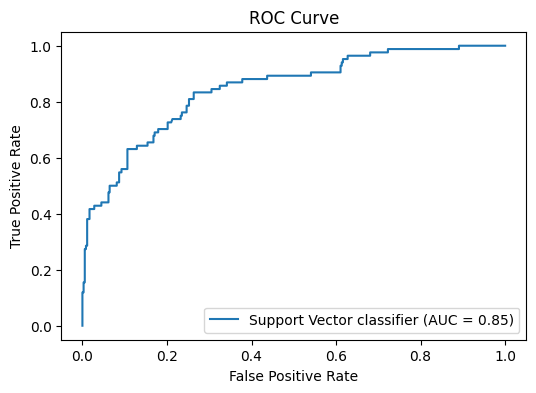 ROC Curve
True Positive Rate
1.0
0.8
0.6
0.4
0.2
0.0
Support Vector classifier (AUC = 0.85)
0.0 0.2 0.4 0.6 0.8 1.0
False Positive Rate